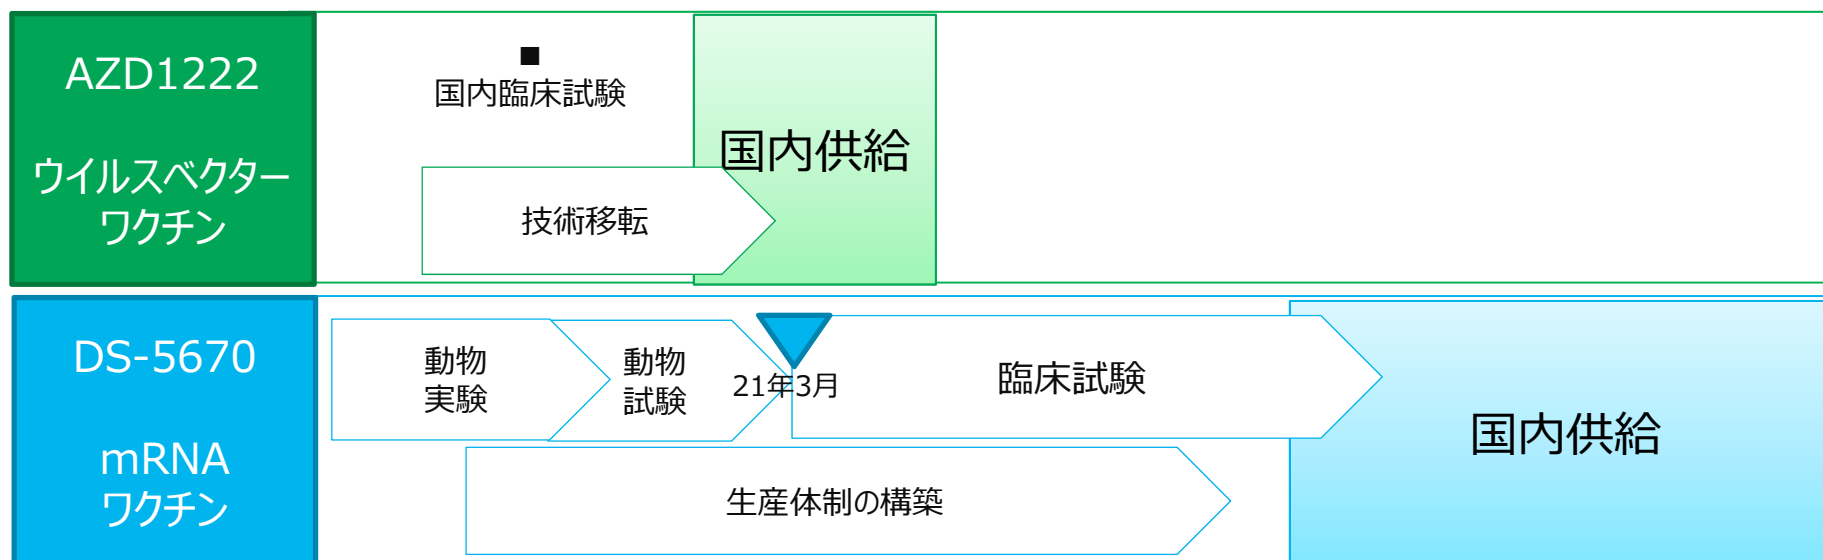 AZD1222
ウイルスベクター
ワクチン
■
国内臨床試験
技術移転
国内供給
DS-5670
mRNA
ワクチン
動物
実験
動物
試験
21年3月
臨床試験
生産体制の構築
国内供給